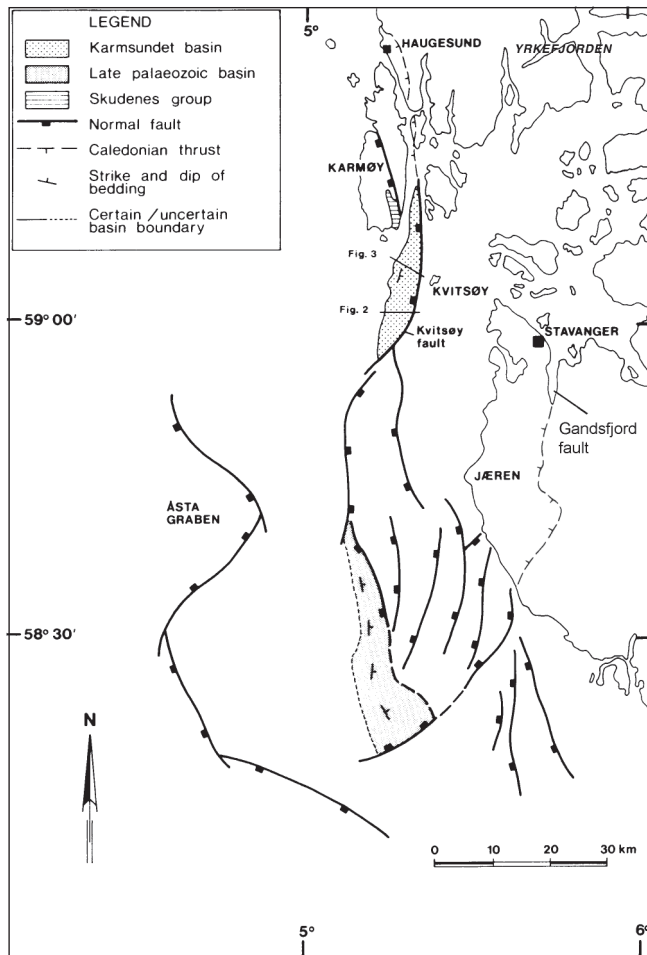 5°
LEGEND
Karmsundet basin
Late palaeozoic basin
Skudenes group
Normal fault
Caledonian thrust
Strike and dip of
bedding
Certain /uncertain
basin boundary
HAUGESUND
YRKEFJORDEN
KARMØY
Fig. 3
KVITSØY
Fig. 2
59° 00'
Kvitsøy
fault
STAVANGER
Gandsfjord
fault
JÆREN
ÅSTA
GRABEN
58° 30'
N
0 10 20 30 km
5°
6°